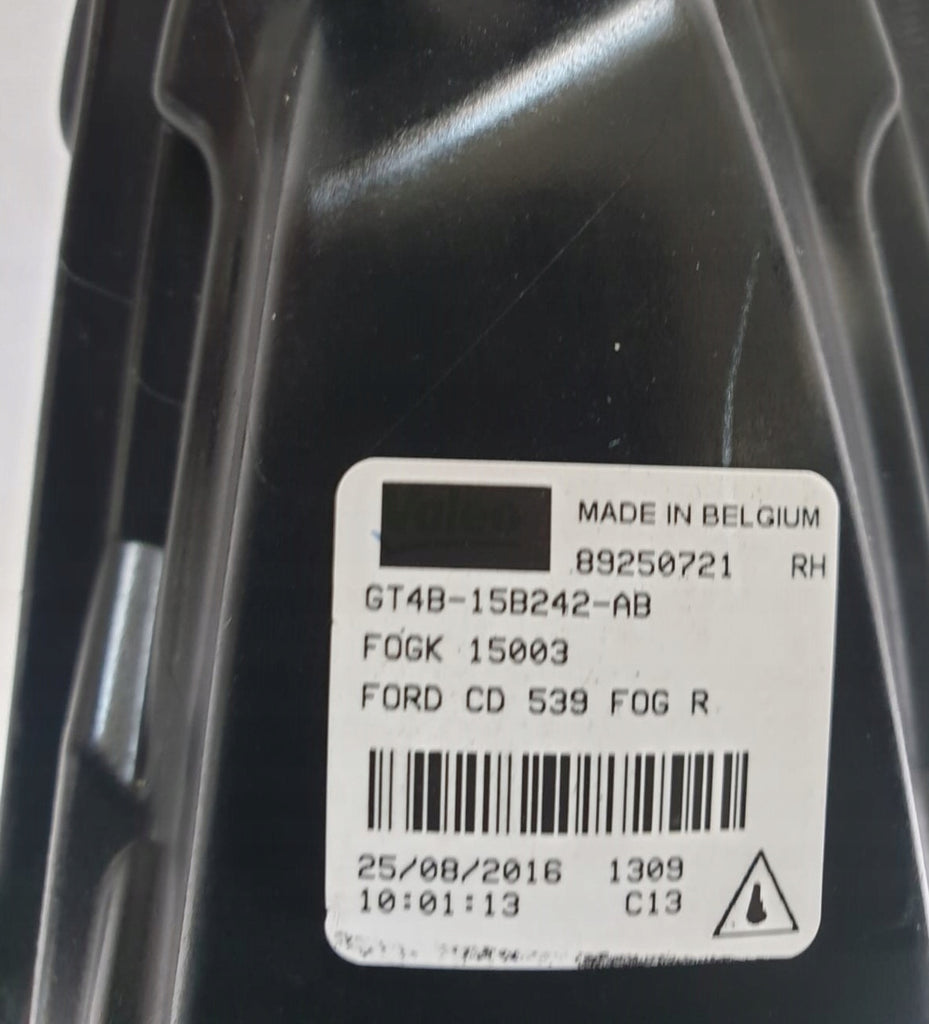 Valeo
MADE IN BELGIUM
89250721 RH
GT4B-15B242-AB
FOGK 15003
FORD CD 539 FOG R
25/08/2016 1309
10:01:13 C13